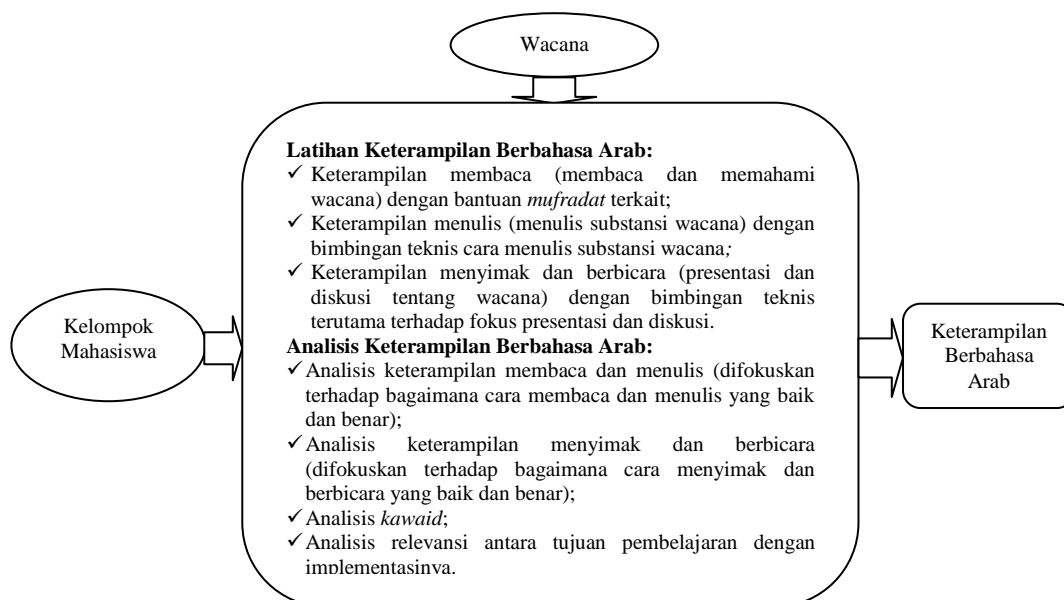 Wacana
Latihan Keterampilan Berbahasa Arab:
✓ Keterampilan membaca (membaca dan memahami
wacana) dengan bantuan mufradat terkait;
✓ Keterampilan menulis (menulis substansi wacana) dengan
bimbingan teknis cara menulis substansi wacana;
✓ Keterampilan menyimak dan berbicara (presentasi dan
diskusi tentang wacana) dengan bimbingan teknis
terutama terhadap fokus presentasi dan diskusi.
Analisis Keterampilan Berbahasa Arab:
✓ Analisis keterampilan membaca dan menulis (difokuskan
terhadap bagaimana cara membaca dan menulis yang baik
dan benar);
✓ Analisis keterampilan menyimak dan berbicara
(difokuskan terhadap bagaimana cara menyimak dan
berbicara yang baik dan benar);
✓ Analisis kawaid;
✓ Analisis relevansi antara tujuan pembelajaran dengan
implementasinya.
Kelompok
Mahasiswa
Keterampilan
Berbahasa
Arab